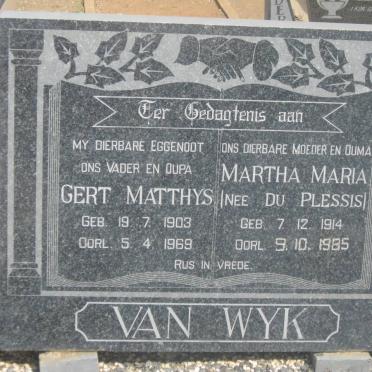 Ter Gedagtenis aan
MY DIERBARE EGGENOOT
ONS VADER EN OUPA
GERT MATTHYS
GEB. 19. 7. 1903
OORL. 5. 4. 1969
ONS DIERBARE MOEDER EN OUMA
MARTHA MARIA
(NEE DU PLESSIS)
GEB. 7. 12. 1914
OORL. 9. 10. 1985
RUS IN VREDE.
VAN WYK